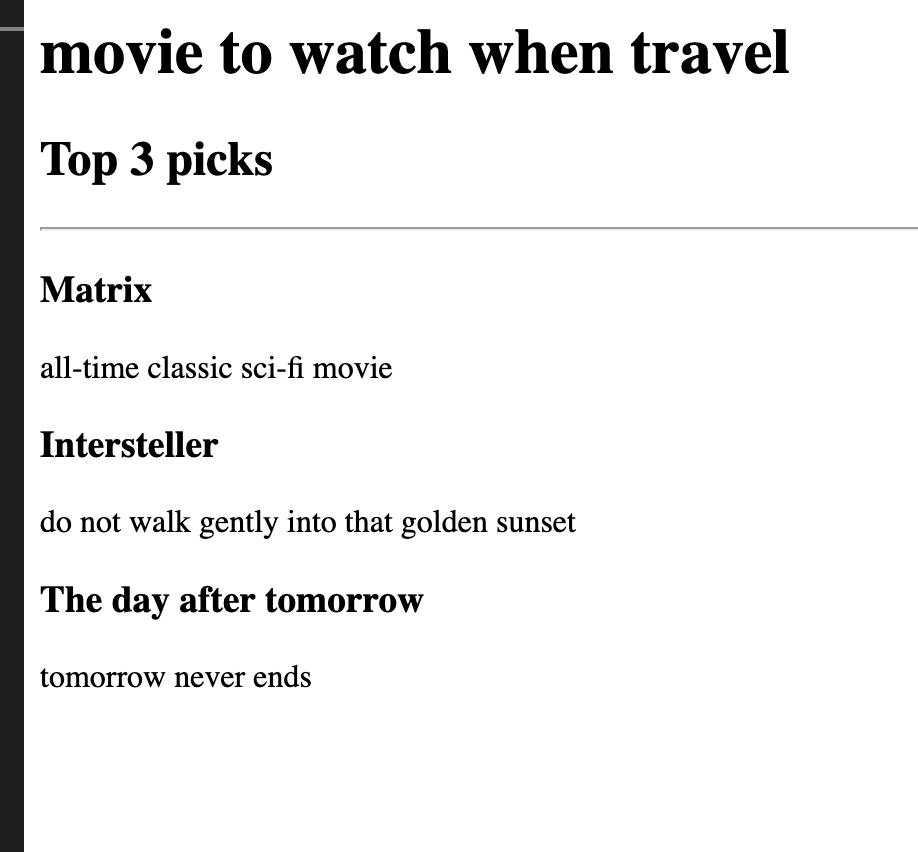 movie to watch when travel
Top 3 picks
Matrix
all-time classic sci-fi movie
Intersteller
do not walk gently into that golden sunset
The day after tomorrow
tomorrow never ends